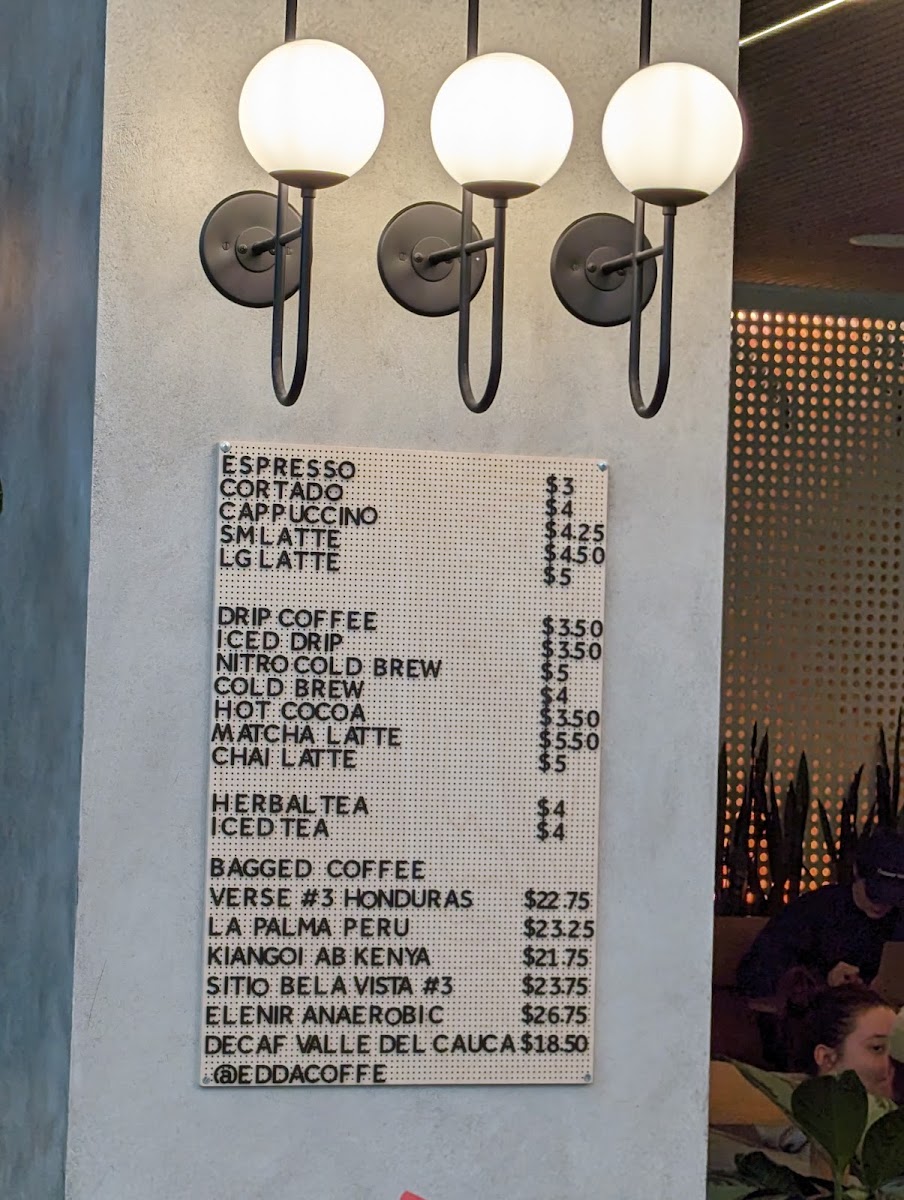 ESPRESSO $3
CORTADO $4
CAPPUCCINO $4.25
SM LATTE $4.50
LG LATTE $5
DRIP COFFEE $3.50
ICED DRIP $3.50
NITRO COLD BREW $5
COLD BREW $4
HOT COCOA $3.50
MATCHA LATTE $5.50
CHAI LATTE $5
HERBAL TEA $4
ICED TEA $4
BAGGED COFFEE
VERSE #3 HONDURAS $22.75
LA PALMA PERU $23.25
KIANGOI AB KENYA $21.75
SITIO BELA VISTA #3 $23.75
ELENIR ANAEROBIC $26.75
DECAF VALLE DEL CAUCA $18.50
@EDDACOFFE